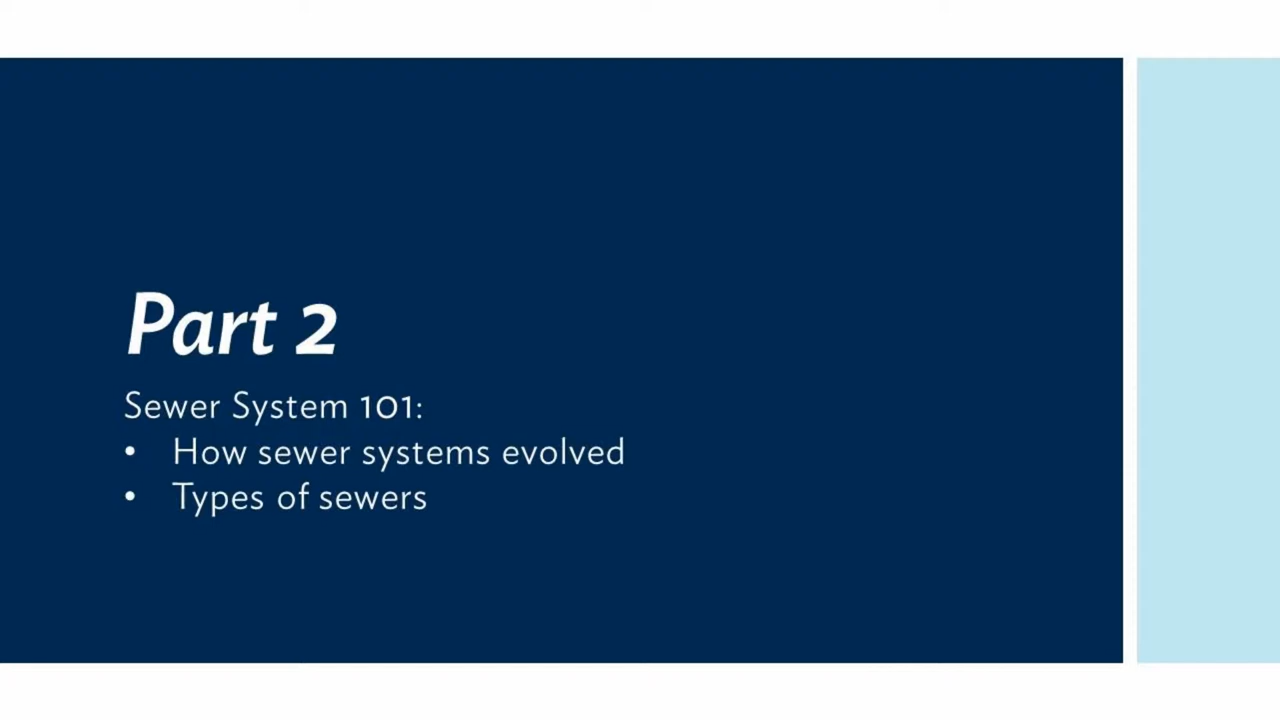 Part 2
Sewer System 101:
• How sewer systems evolved
• Types of sewers